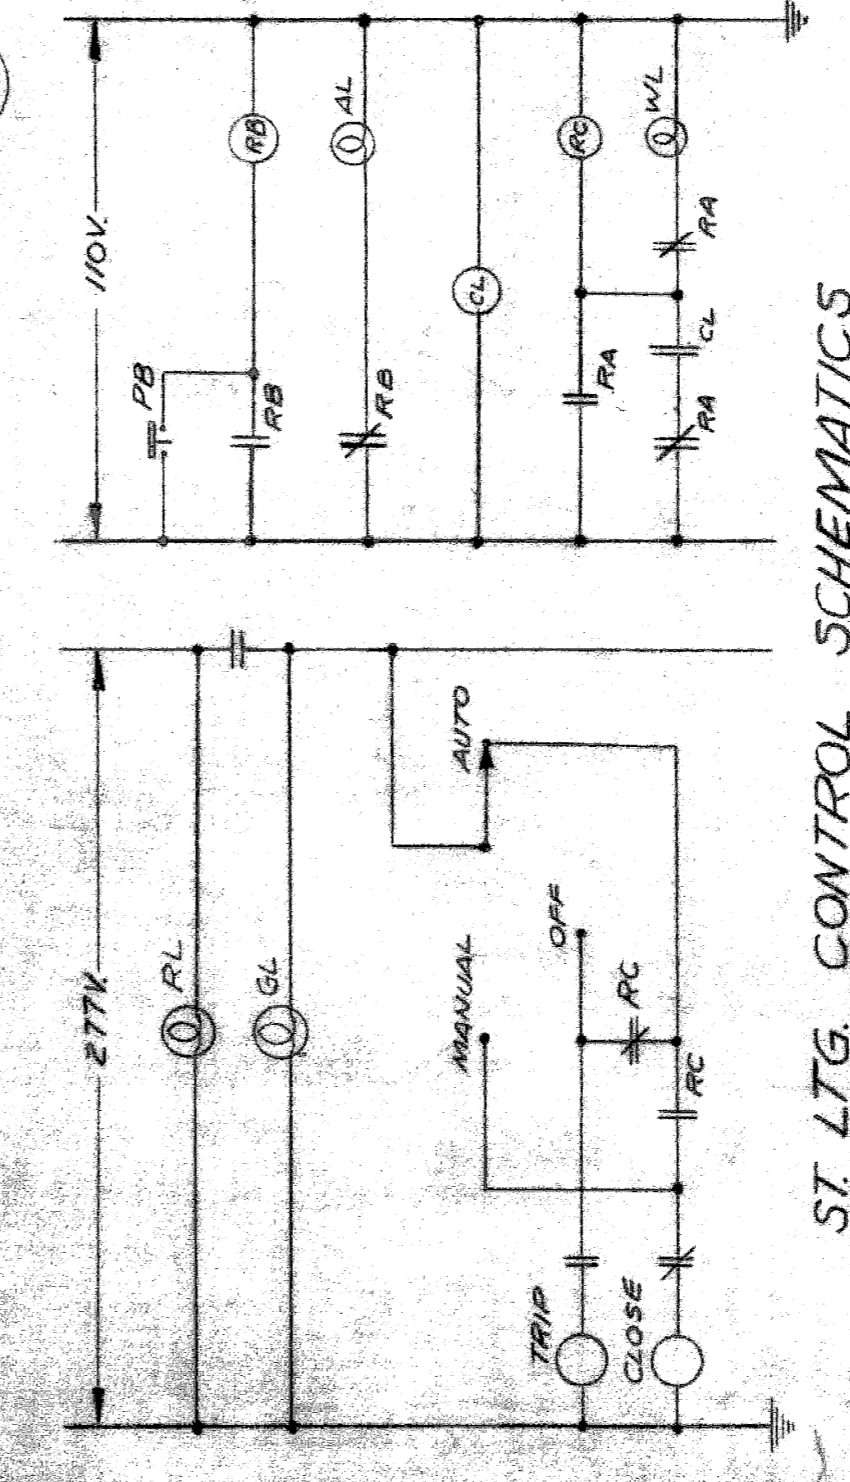 110V.
PB
RB
RB
AL
RB
CL
RC
RA
WL
RA
CL
RA
277V.
RL
GL
MANUAL
AUTO
OFF
RC
RC
TRIP
CLOSE
ST. LTG. CONTROL SCHEMATICS